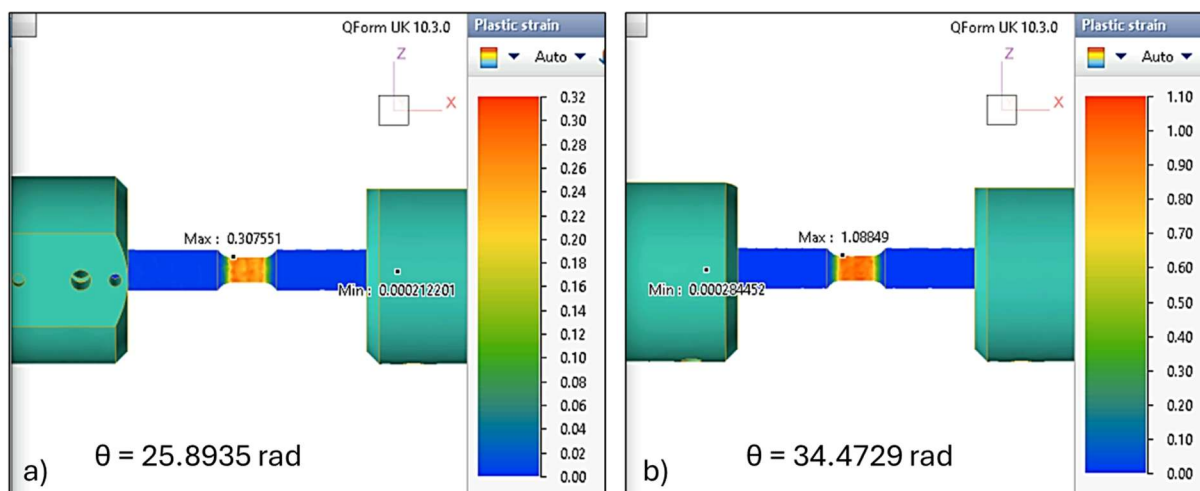 QForm UK 10.3.0
Plastic strain
Auto
Z
X
0.32
0.30
0.28
0.26
0.24
0.22
0.20
0.18
0.16
0.14
0.12
0.10
0.08
0.06
0.04
0.02
0.00
Max : 0.307551
Min : 0.000212201
a)
θ = 25.8935 rad
QForm UK 10.3.0
Plastic strain
Auto
Z
X
1.10
1.00
0.90
0.80
0.70
0.60
0.50
0.40
0.30
0.20
0.10
0.00
Max : 1.08849
Min : 0.000284452
b)
θ = 34.4729 rad